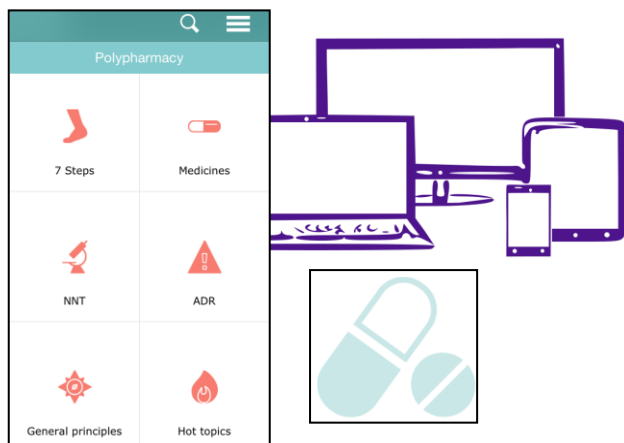 Polypharmacy
7 Steps
Medicines
NNT
ADR
General principles
Hot topics